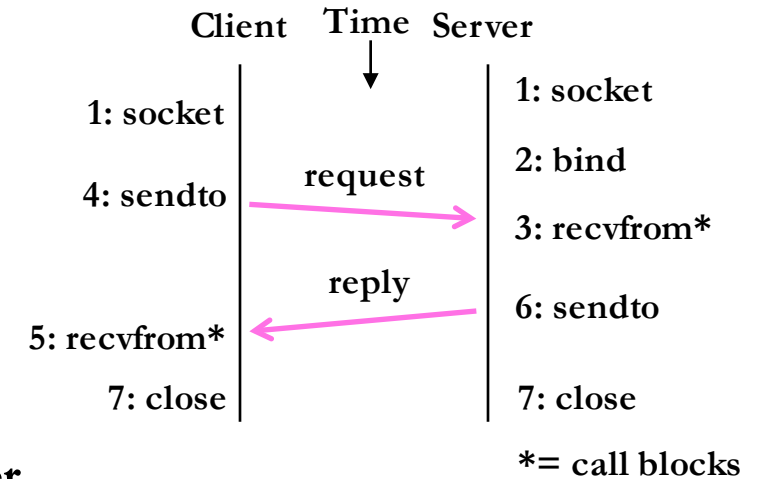 Client Time Server
1: socket
1: socket
2: bind
4: sendto
request
3: recvfrom*
reply
6: sendto
5: recvfrom*
7: close
7: close
*= call blocks